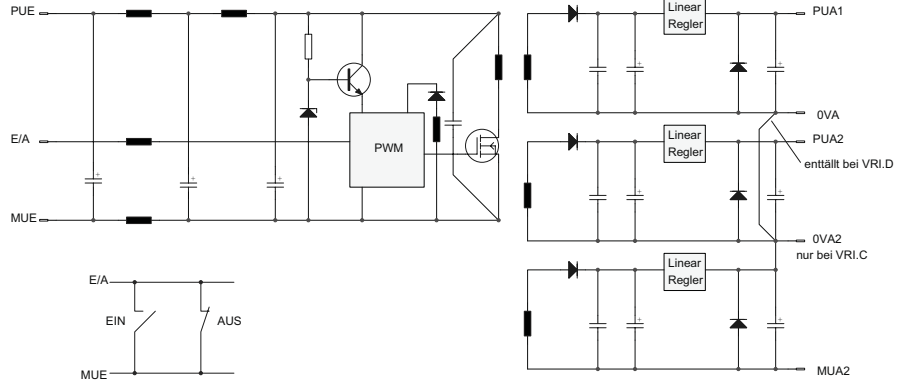 PUE
Linear
Regler
PUA1
0VA
E/A
PWM
Linear
Regler
PUA2
enttällt bei VRI.D
MUE
0VA2
nur bei VRI.C
Linear
Regler
E/A
EIN
AUS
MUE
MUA2